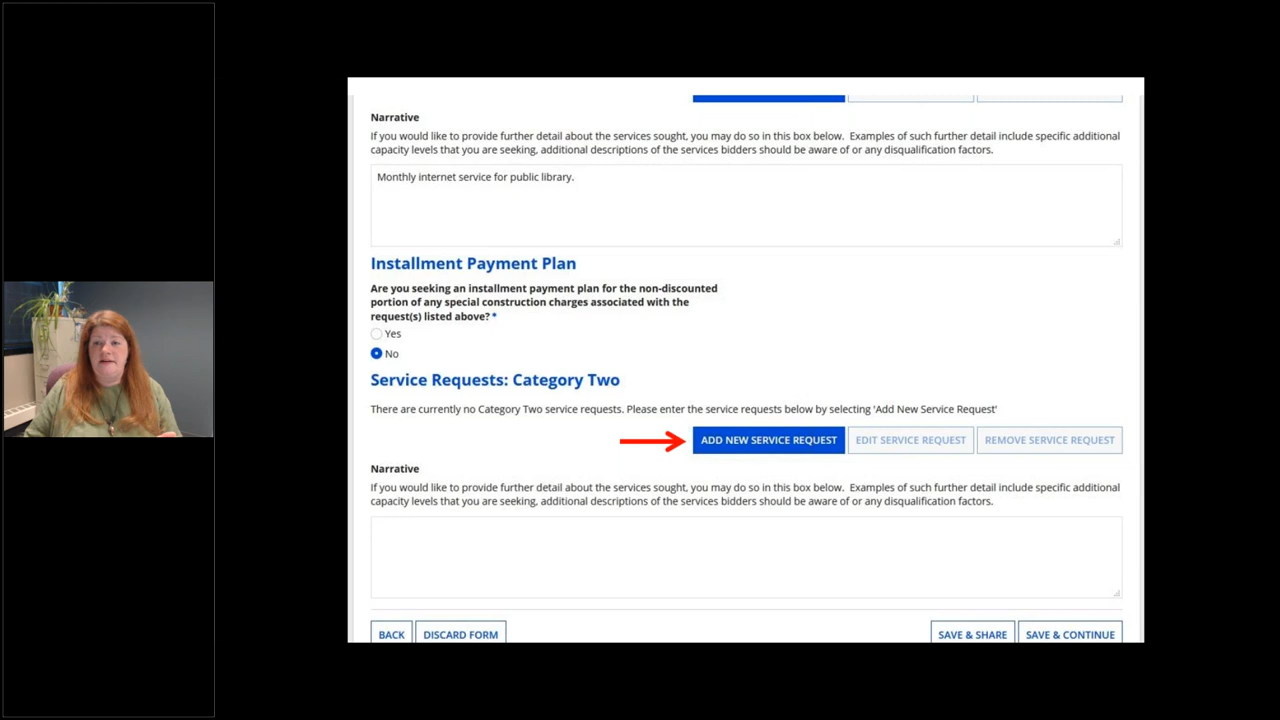 Narrative
If you would like to provide further detail about the services sought, you may do so in this box below. Examples of such further detail include specific additional
capacity levels that you are seeking, additional descriptions of the services bidders should be aware of or any disqualification factors.
Monthly internet service for public library.
Installment Payment Plan
Are you seeking an installment payment plan for the non-discounted
portion of any special construction charges associated with the
request(s) listed above? *
Yes
No
Service Requests: Category Two
There are currently no Category Two service requests. Please enter the service requests below by selecting 'Add New Service Request'
ADD NEW SERVICE REQUEST EDIT SERVICE REQUEST REMOVE SERVICE REQUEST
Narrative
If you would like to provide further detail about the services sought, you may do so in this box below. Examples of such further detail include specific additional
capacity levels that you are seeking, additional descriptions of the services bidders should be aware of or any disqualification factors.
BACK DISCARD FORM SAVE & SHARE SAVE & CONTINUE